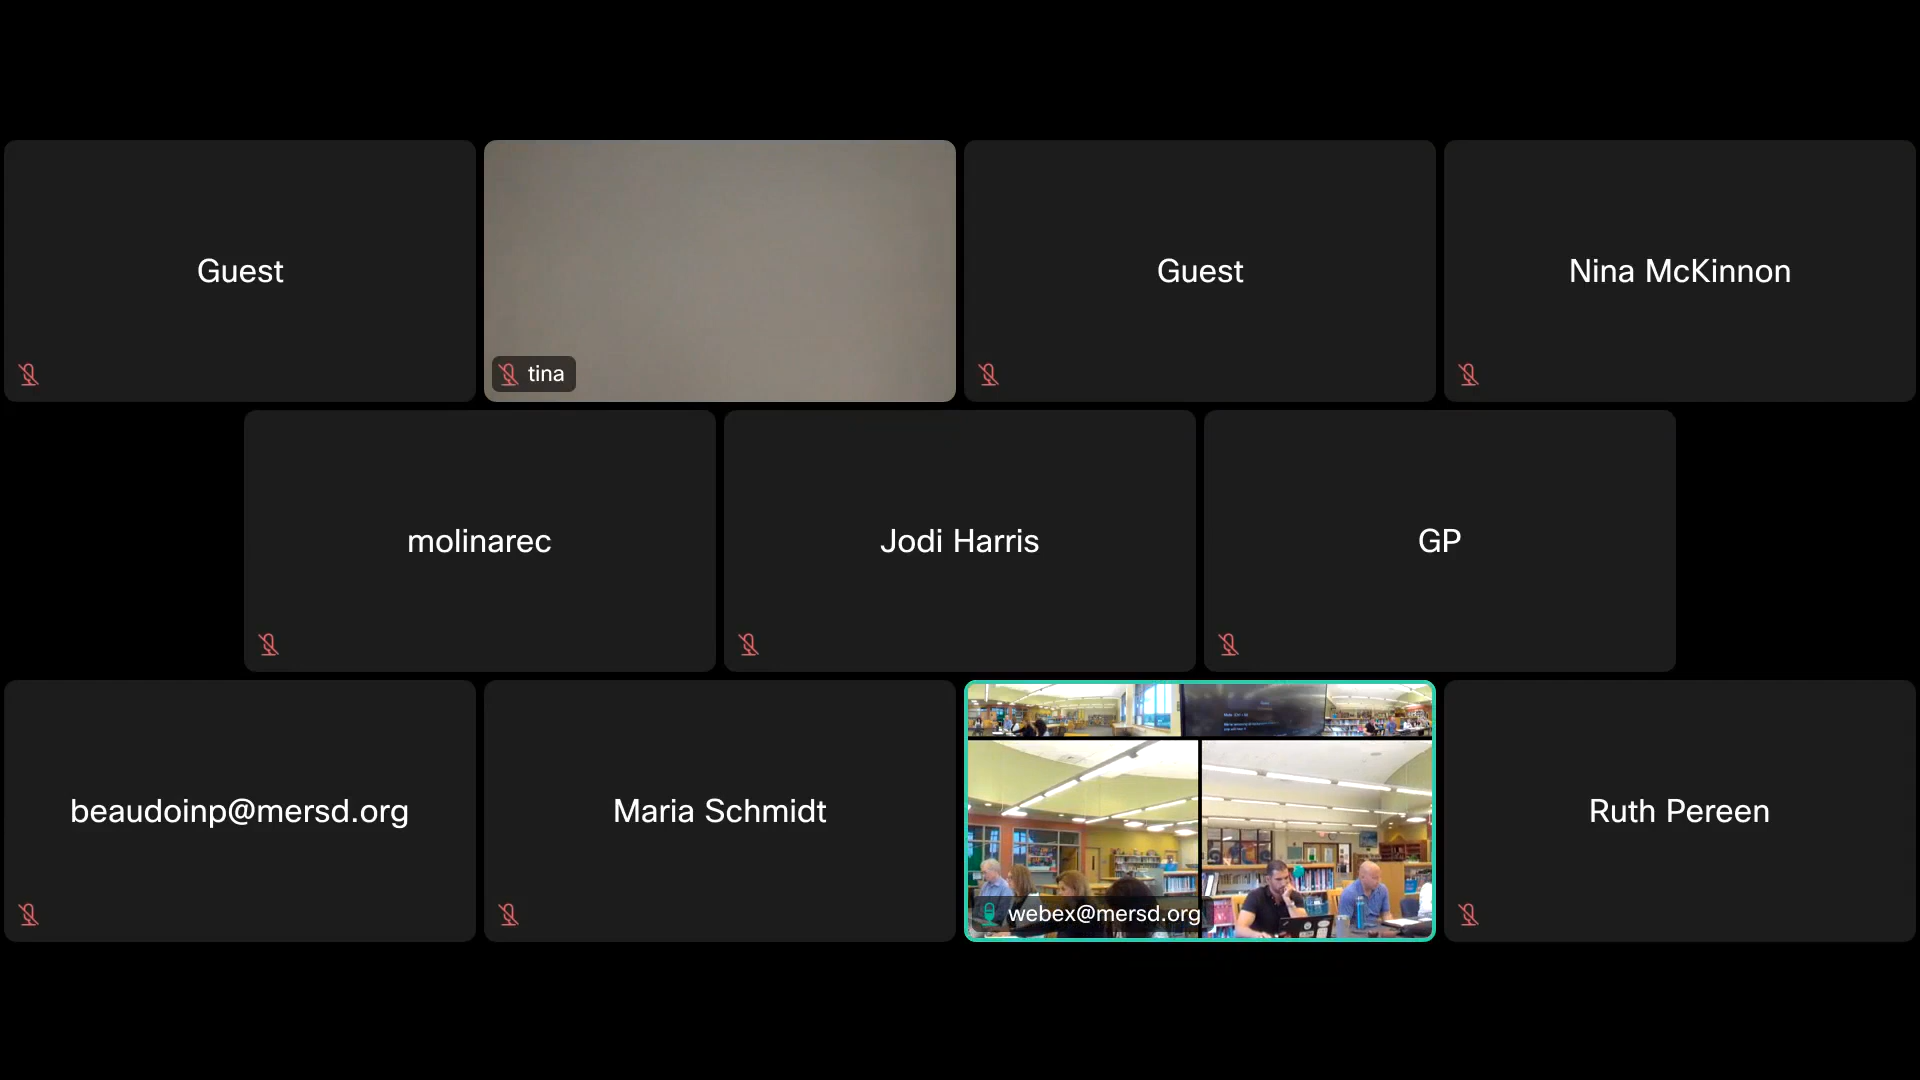 Guest
tina
Guest
Nina McKinnon
molinarec
Jodi Harris
GP
beaudoinp@mersd.org
Maria Schmidt
webex@mersd.org
Ruth Pereen